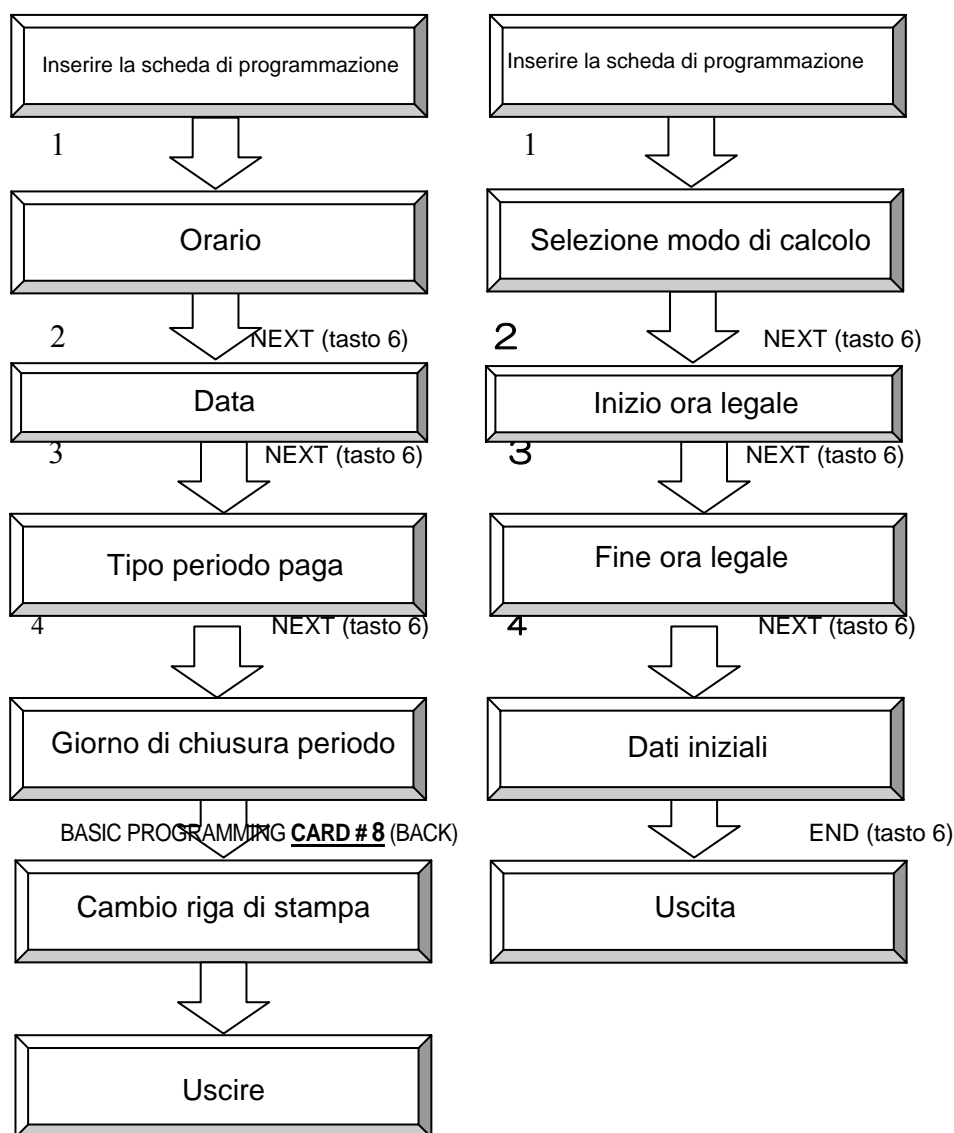 Inserire la scheda di programmazione
1
Orario
2
NEXT (tasto 6)
Data
3
NEXT (tasto 6)
Tipo periodo paga
4
NEXT (tasto 6)
Giorno di chiusura periodo
BASIC PROGRAMMING CARD # 8 (BACK)
Cambio riga di stampa
Uscire
Inserire la scheda di programmazione
1
Selezione modo di calcolo
2
NEXT (tasto 6)
Inizio ora legale
3
NEXT (tasto 6)
Fine ora legale
4
NEXT (tasto 6)
Dati iniziali
END (tasto 6)
Uscita